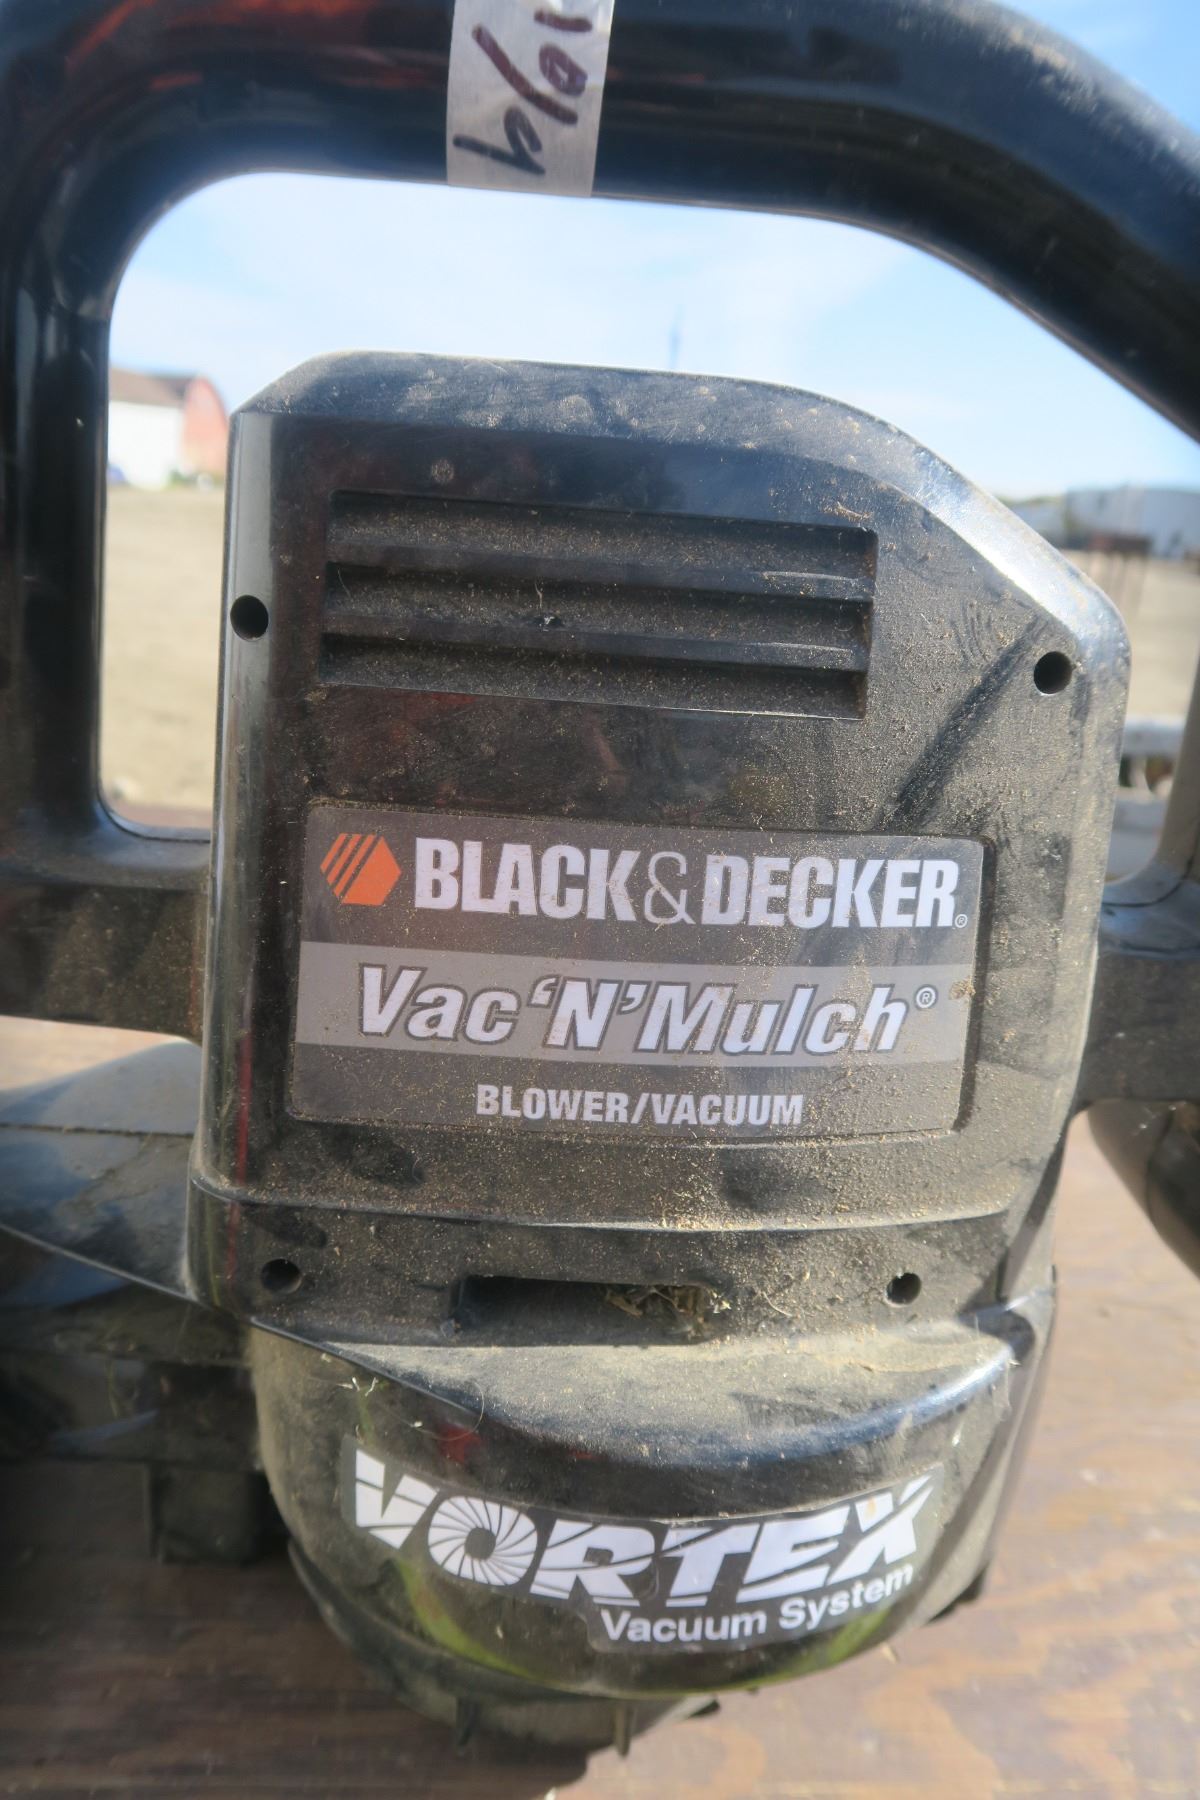 BLACK&DECKER®
Vac 'N' Mulch®
BLOWER/VACUUM
VORTEX
Vacuum System